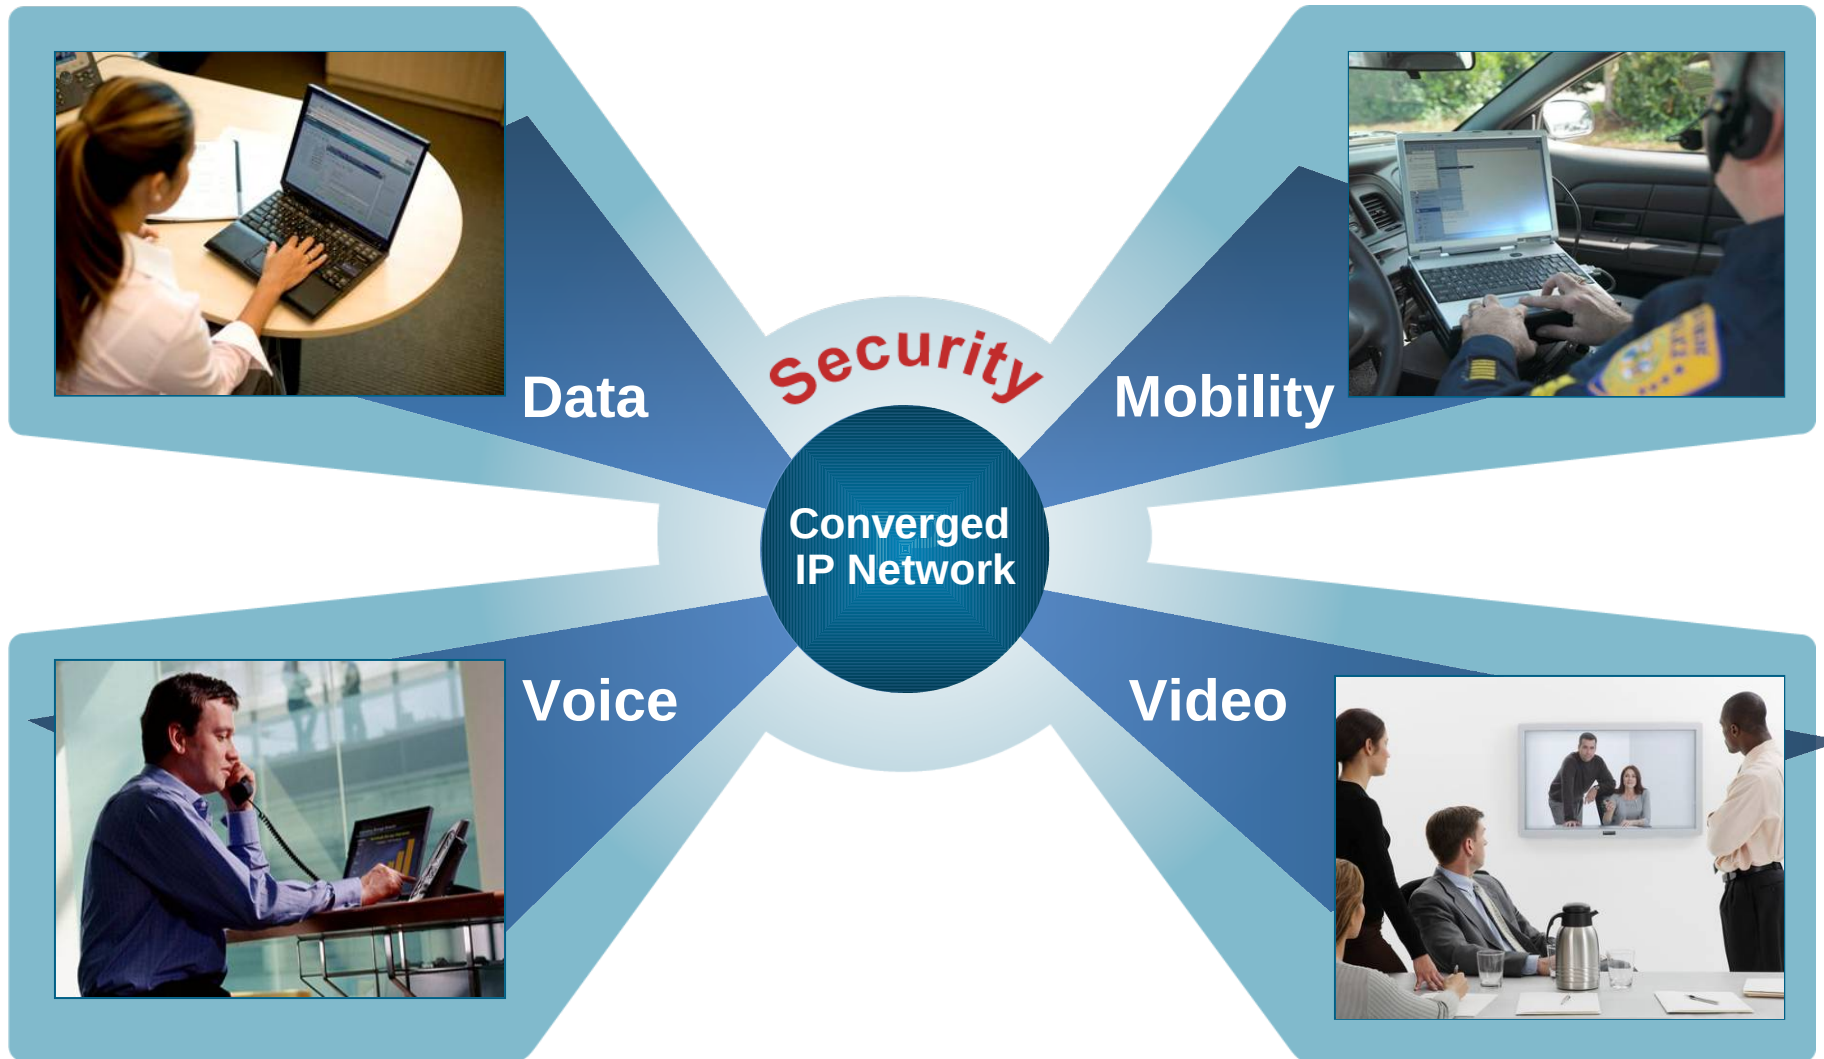 Security
Data
Mobility
Converged
IP Network
Voice
Video